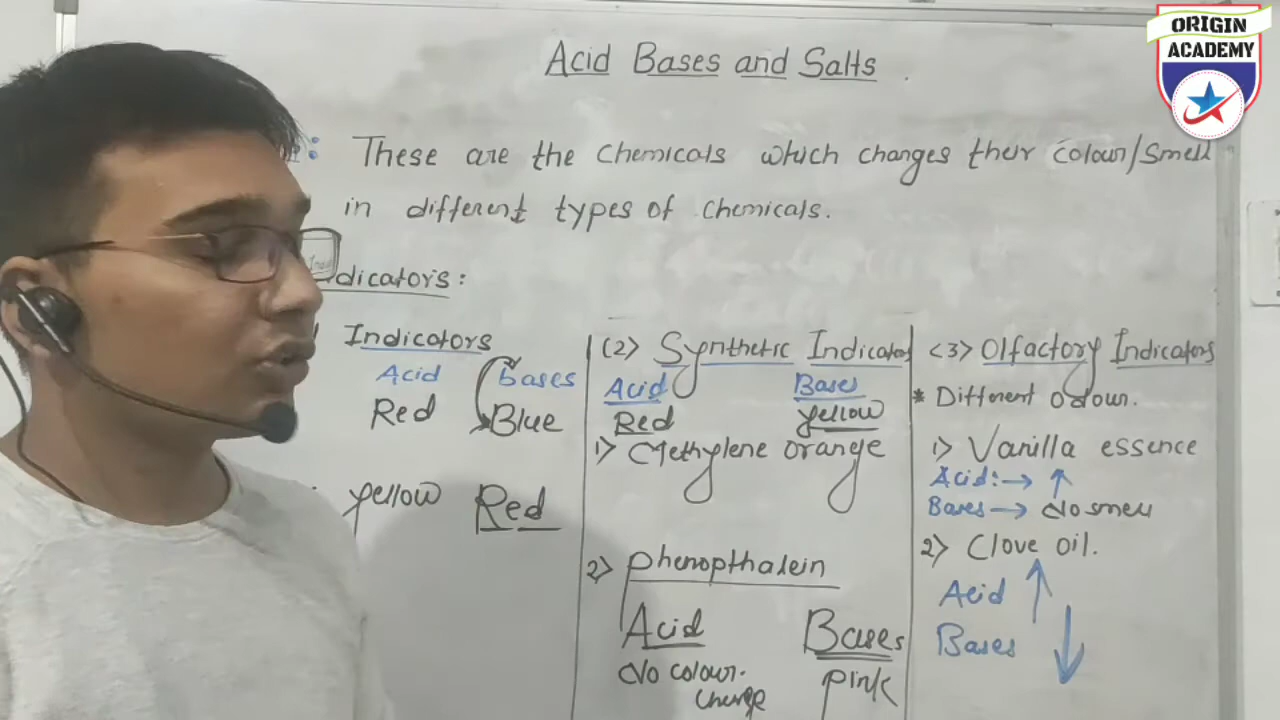 ORIGIN
ACADEMY
Acid Bases and Salts
: These are the chemicals which changes their colour/smell
in different types of chemicals.
dicators:
Indicators
Acid bases
Red Blue
yellow Red
(2) Synthetic Indicator
Acid Bases
Red yellow
1) Methylene orange
2) Phenopthalein
Acid Bases
No colour. pink
change
(3) Olfactory Indicators
* Different odour.
1) Vanilla essence
Acid:→ ↑
Bases → No smell
2) Clove oil.
Acid ↑
Bases ↓